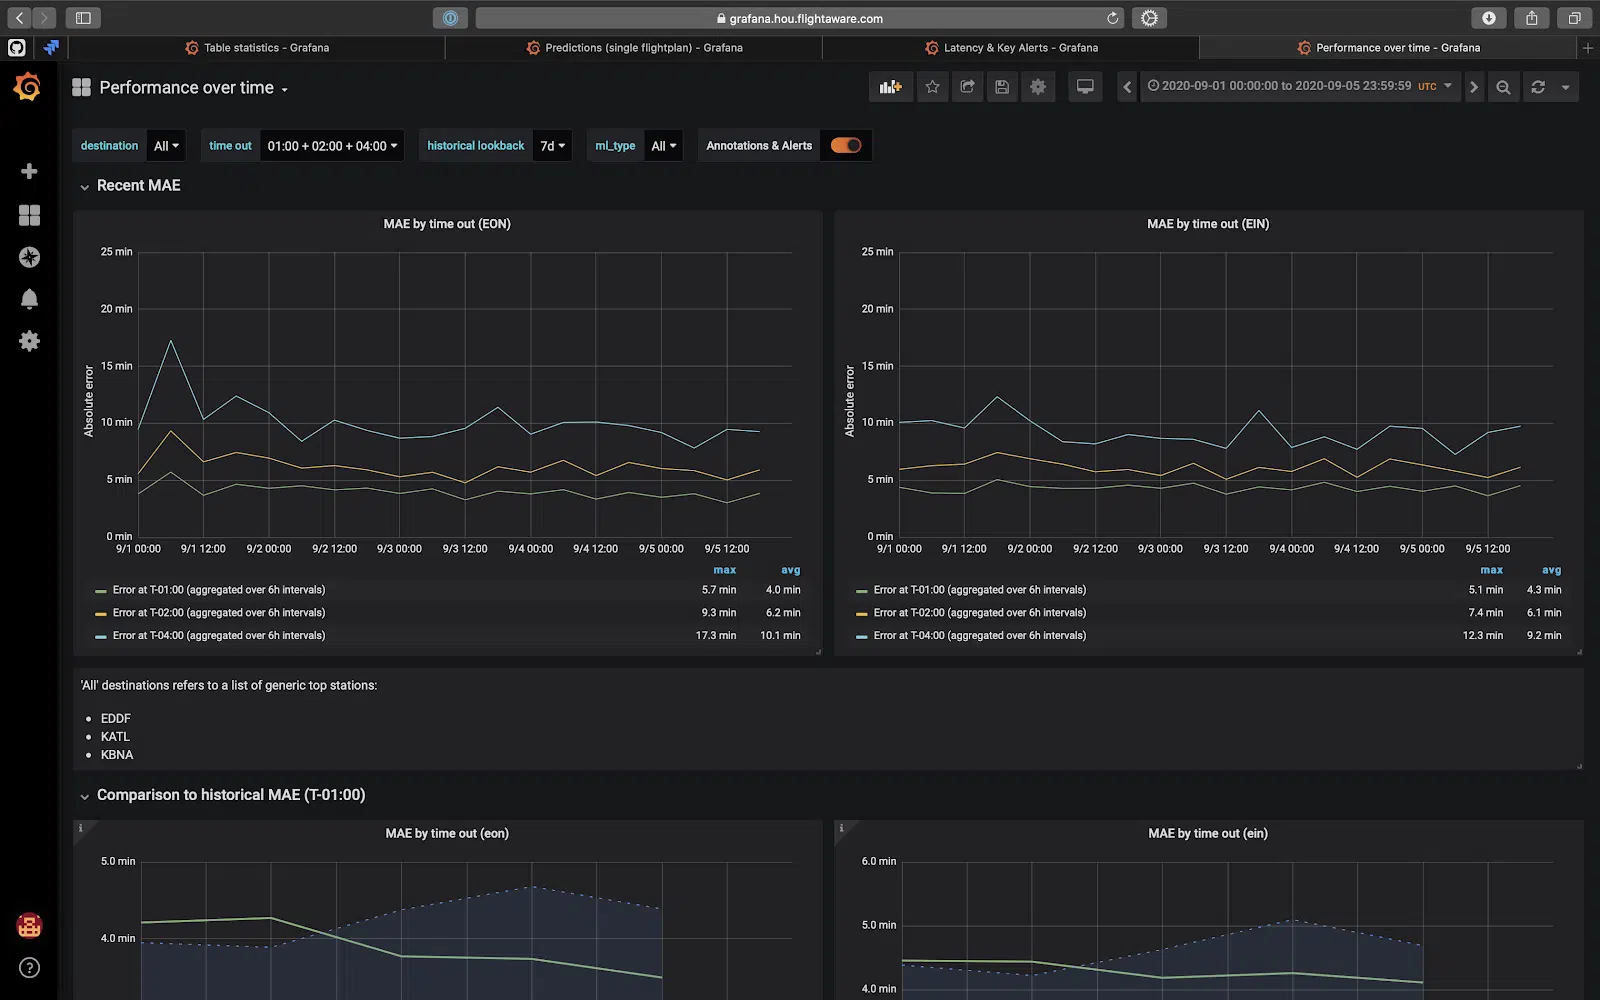 grafana.hou.flightaware.com
Table statistics - Grafana
Predictions (single flightplan) - Grafana
Latency & Key Alerts - Grafana
Performance over time - Grafana
Performance over time
2020-09-01 00:00:00 to 2020-09-05 23:59:59 UTC
destination All
time out 01:00 + 02:00 + 04:00
historical lookback 7d
ml_type All
Annotations & Alerts
Recent MAE
MAE by time out (EON)
25 min
20 min
15 min
10 min
5 min
0 min
Absolute error
9/1 00:00 9/1 12:00 9/2 00:00 9/2 12:00 9/3 00:00 9/3 12:00 9/4 00:00 9/4 12:00 9/5 00:00 9/5 12:00
max avg
Error at T-01:00 (aggregated over 6h intervals) 5.7 min 4.0 min
Error at T-02:00 (aggregated over 6h intervals) 9.3 min 6.2 min
Error at T-04:00 (aggregated over 6h intervals) 17.3 min 10.1 min
MAE by time out (EIN)
25 min
20 min
15 min
10 min
5 min
0 min
Absolute error
9/1 00:00 9/1 12:00 9/2 00:00 9/2 12:00 9/3 00:00 9/3 12:00 9/4 00:00 9/4 12:00 9/5 00:00 9/5 12:00
max avg
Error at T-01:00 (aggregated over 6h intervals) 5.1 min 4.3 min
Error at T-02:00 (aggregated over 6h intervals) 7.4 min 6.1 min
Error at T-04:00 (aggregated over 6h intervals) 12.3 min 9.2 min
'All' destinations refers to a list of generic top stations:
EDDF
KATL
KBNA
Comparison to historical MAE (T-01:00)
MAE by time out (eon)
5.0 min
4.0 min
MAE by time out (ein)
6.0 min
5.0 min
4.0 min